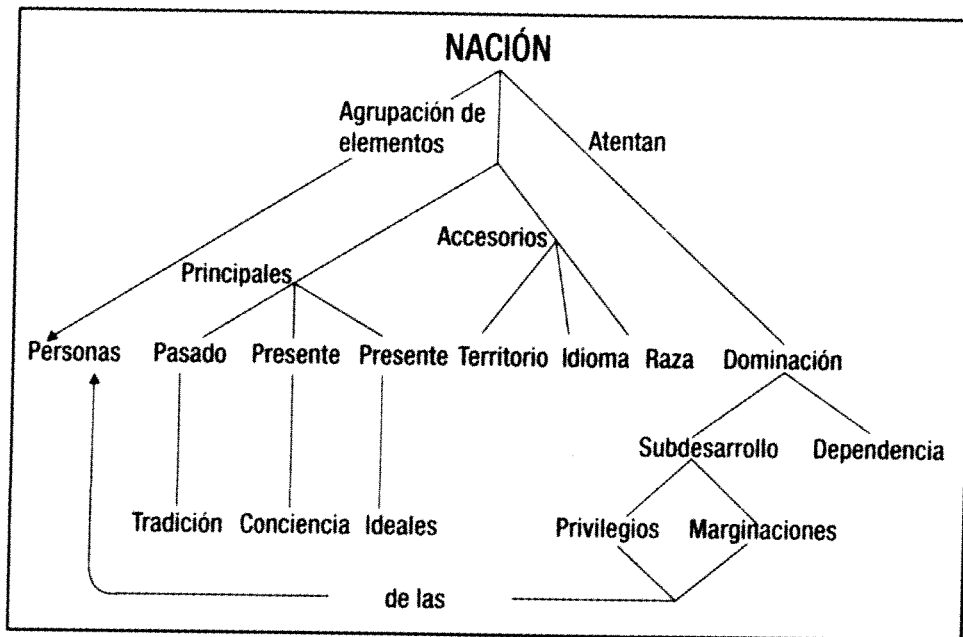 NACIÓN
Agrupación de
elementos
Atentan
Accesorios
Principales
Personas Pasado Presente Presente Territorio Idioma Raza Dominación
Subdesarrollo Dependencia
Tradición Conciencia Ideales Privilegios Marginaciones
de las